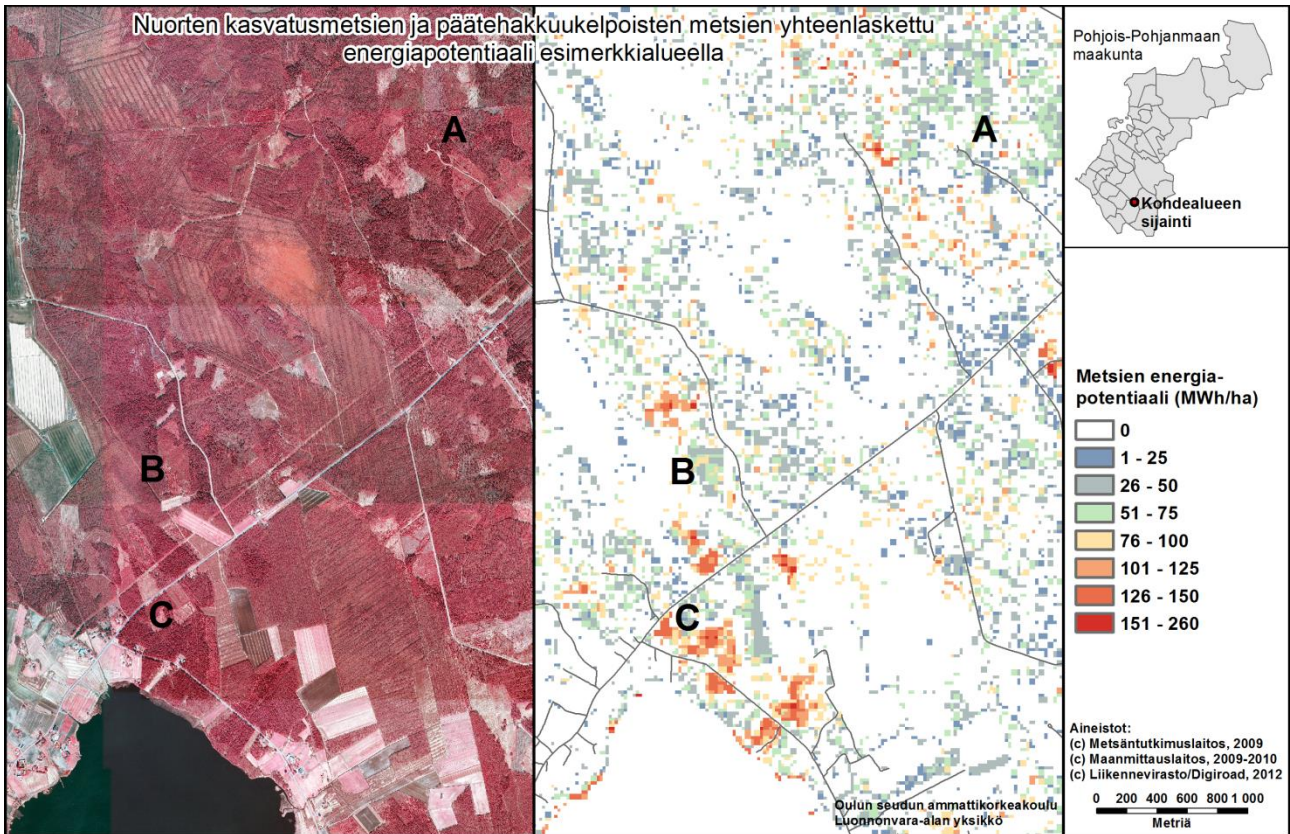 Nuorten kasvatusmetsien ja päätehakkuukelpoisten metsien yhteenlaskettu
energiapotentiaali esimerkkialueella
A
B
C
A
B
C
Oulun seudun ammattikorkeakoulu
Luonnonvara-alan yksikkö
Pohjois-Pohjanmaan
maakunta
Kohdealueen
sijainti
Metsien energia-
potentiaali (MWh/ha)
0
1 - 25
26 - 50
51 - 75
76 - 100
101 - 125
126 - 150
151 - 260
Aineistot:
(c) Metsäntutkimuslaitos, 2009
(c) Maanmittauslaitos, 2009-2010
(c) Liikennevirasto/Digiroad, 2012
0 200 400 600 800 1 000
Metriä